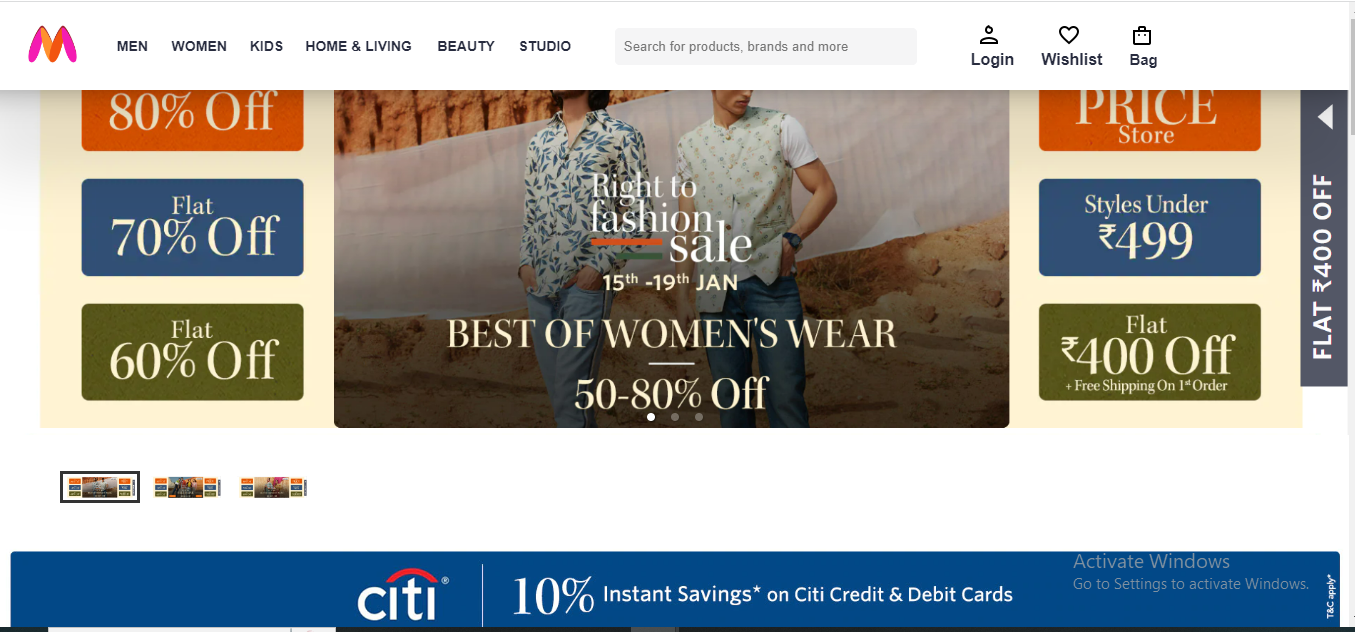 MEN WOMEN KIDS HOME & LIVING BEAUTY STUDIO
Search for products, brands and more
Login Wishlist Bag
80% Off
Flat
70% Off
Flat
60% Off
Right to
fashion
sale
15th -19th JAN
BEST OF WOMEN'S WEAR
50-80% Off
PRICE
Store
Styles Under
₹499
Flat
₹400 Off
+ Free Shipping On 1st Order
FLAT ₹400 OFF
citi®
10% Instant Savings* on Citi Credit & Debit Cards
T&C apply*
Activate Windows
Go to Settings to activate Windows.